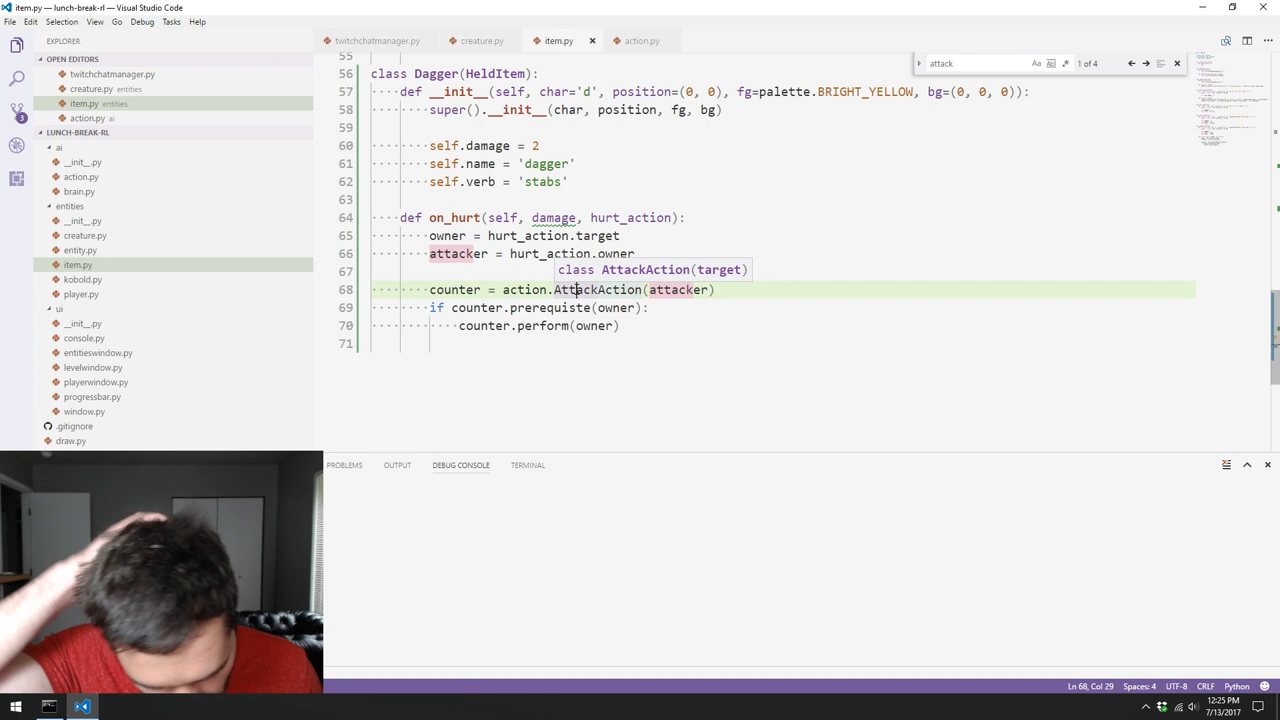 item.py — lunch-break-rl — Visual Studio Code
File Edit Selection View Go Debug Tasks Help
EXPLORER
twitchchatmanager.py creature.py item.py action.py
OPEN EDITORS
twitchchatmanager.py
creature.py entities
item.py entities
action.py ai
LUNCH-BREAK-RL
ai
__init__.py
action.py
brain.py
entities
__init__.py
creature.py
entity.py
item.py
kobold.py
player.py
ui
__init__.py
console.py
entitieswindow.py
levelwindow.py
playerwindow.py
progressbar.py
window.py
.gitignore
draw.py
3
attack Aa 1 of 4
55
56 class Dagger(HeldItem):
57 def __init__(self, char='d', position=(0, 0), fg=palette.BRIGHT_YELLOW, bg=(0, 0, 0)):
58 super().__init__(char, position, fg, bg)
59
60 self.damage = 2
61 self.name = 'dagger'
62 self.verb = 'stabs'
63
64 def on_hurt(self, damage, hurt_action):
65 owner = hurt_action.target
66 attacker = hurt_action.owner
67
class AttackAction(target)
68 counter = action.AttackAction(attacker)
69 if counter.prerequiste(owner):
70 counter.perform(owner)
71
PROBLEMS OUTPUT DEBUG CONSOLE TERMINAL
Ln 68, Col 29 Spaces: 4 UTF-8 CRLF Python
12:25 PM
7/13/2017